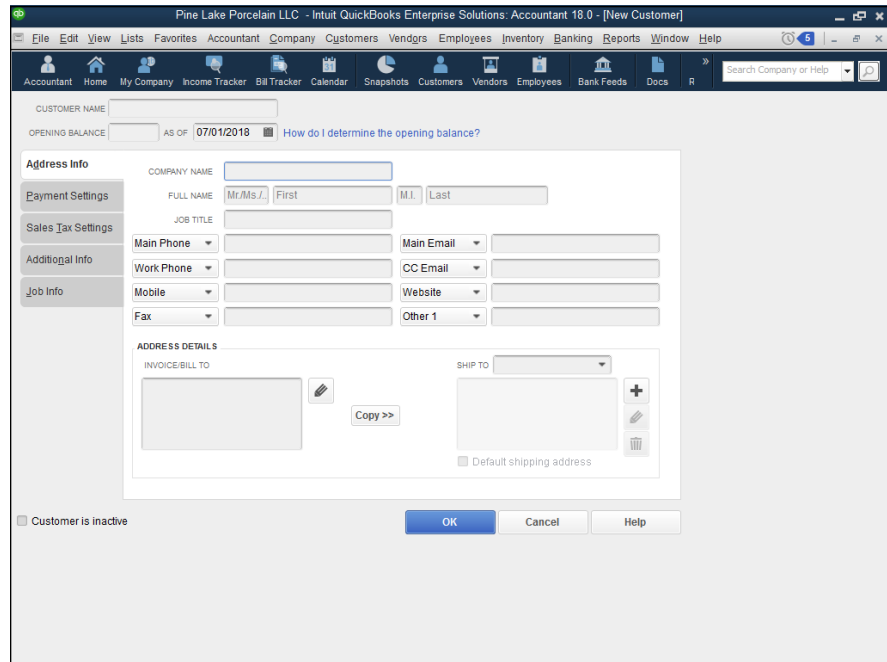 qb Pine Lake Porcelain LLC - Intuit QuickBooks Enterprise Solutions: Accountant 18.0 - [New Customer]
File Edit View Lists Favorites Accountant Company Customers Vendors Employees Inventory Banking Reports Window Help 5
Accountant Home My Company Income Tracker Bill Tracker Calendar Snapshots Customers Vendors Employees Bank Feeds Docs R » Search Company or Help
CUSTOMER NAME
OPENING BALANCE AS OF 07/01/2018 How do I determine the opening balance?
Address Info
Payment Settings
Sales Tax Settings
Additional Info
Job Info
COMPANY NAME
FULL NAME Mr./Ms./.. First M.I. Last
JOB TITLE
Main Phone Main Email
Work Phone CC Email
Mobile Website
Fax Other 1
ADDRESS DETAILS
INVOICE/BILL TO SHIP TO
Copy >>
Default shipping address
Customer is inactive OK Cancel Help